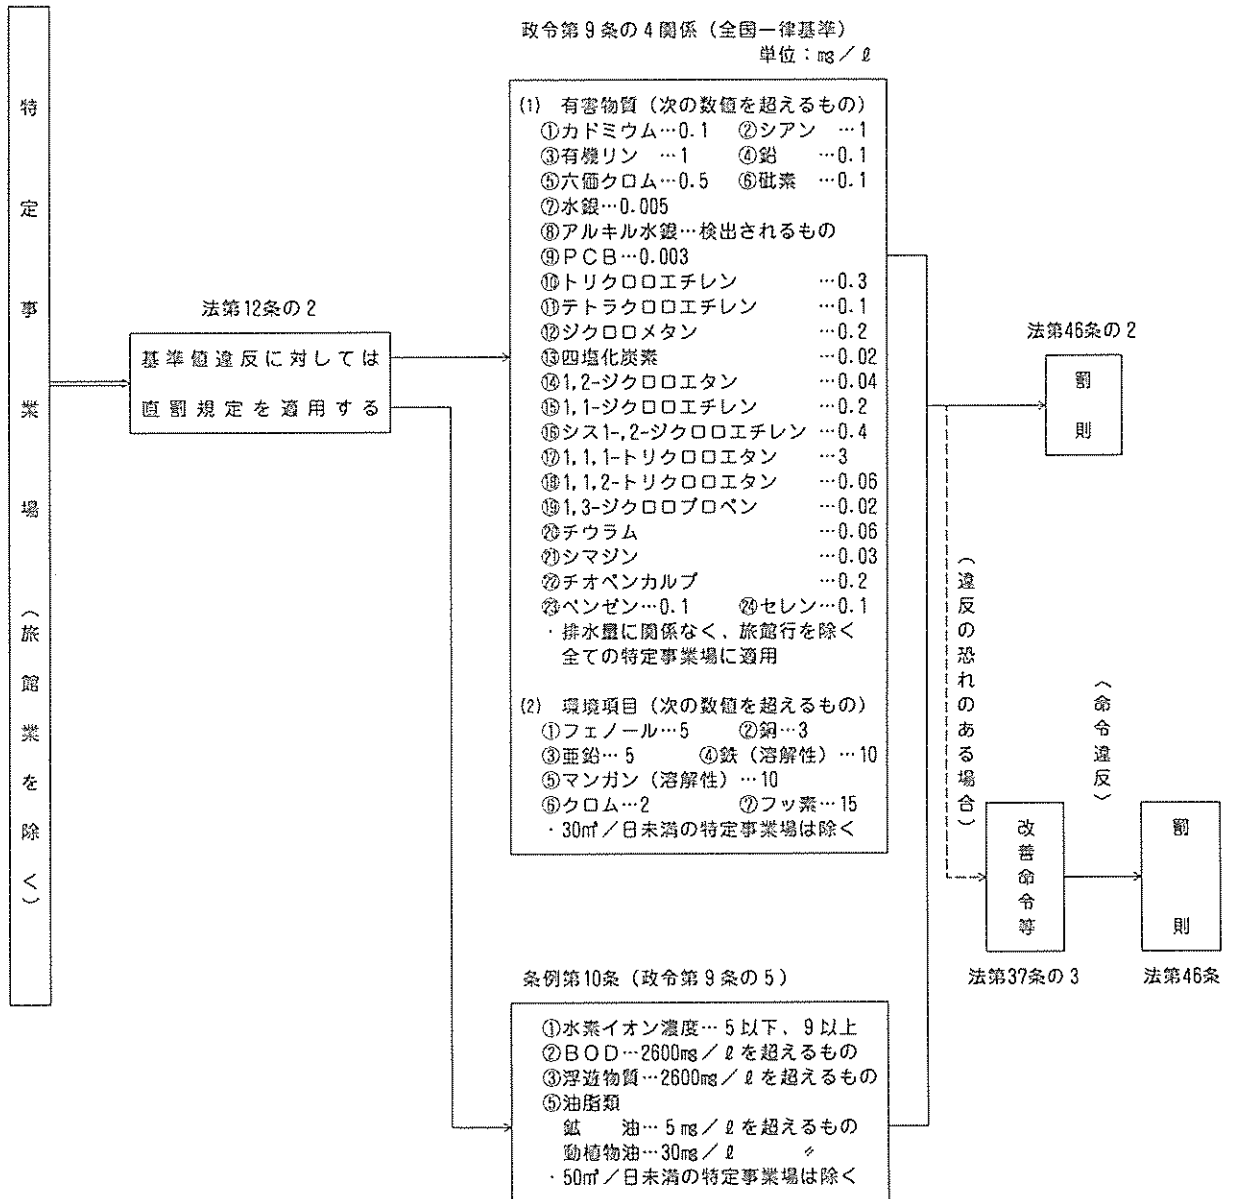 特定事業場（旅館業を除く）
法第12条の2
基準値違反に対しては
直罰規定を適用する
政令第9条の4関係（全国一律基準）
単位：㎎／ℓ
(1) 有害物質（次の数値を超えるもの）
①カドミウム…0.1 ②シアン …1
③有機リン …1 ④鉛 …0.1
⑤六価クロム…0.5 ⑥砒素 …0.1
⑦水銀…0.005
⑧アルキル水銀…検出されるもの
⑨PCB…0.003
⑩トリクロロエチレン …0.3
⑪テトラクロロエチレン …0.1
⑫ジクロロメタン …0.2
⑬四塩化炭素 …0.02
⑭1,2-ジクロロエタン …0.04
⑮1,1-ジクロロエチレン …0.2
⑯シス1-,2-ジクロロエチレン …0.4
⑰1,1,1-トリクロロエタン …3
⑱1,1,2-トリクロロエタン …0.06
⑲1,3-ジクロロプロペン …0.02
⑳チウラム …0.06
㉑シマジン …0.03
㉒チオペンカルプ …0.2
㉓ベンゼン…0.1 ㉔セレン…0.1
・排水量に関係なく、旅館行を除く
全ての特定事業場に適用
(2) 環境項目（次の数値を超えるもの）
①フェノール…5 ②銅…3
③亜鉛…5 ④鉄（溶解性）…10
⑤マンガン（溶解性）…10
⑥クロム…2 ⑦フッ素…15
・30㎥／日未満の特定事業場は除く
条例第10条（政令第9条の5）
①水素イオン濃度…5以下、9以上
②BOD…2600㎎／ℓを超えるもの
③浮遊物質…2600㎎／ℓを超えるもの
⑤油脂類
鉱 油…5㎎／ℓを超えるもの
動植物油…30㎎／ℓ 〃
・50㎥／日未満の特定事業場は除く
法第46条の2
罰則
（違反の恐れのある場合）
改善命令等
法第37条の3
（命令違反）
罰則
法第46条